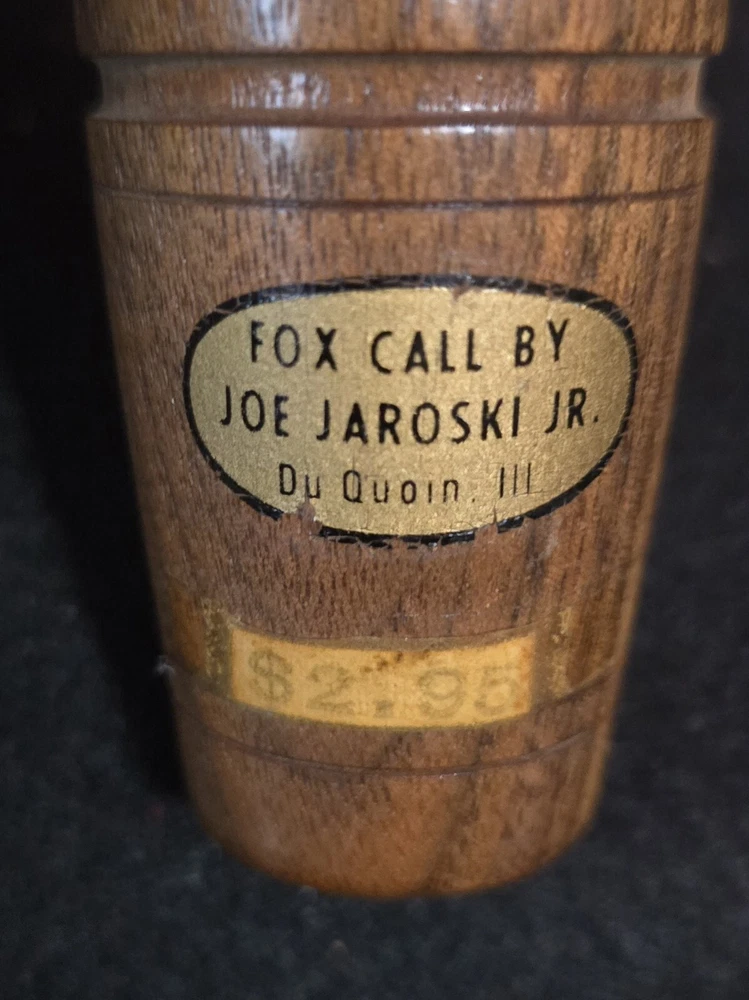 FOX CALL BY
JOE JAROSKI JR.
Du Quoin, Ill
$2.95